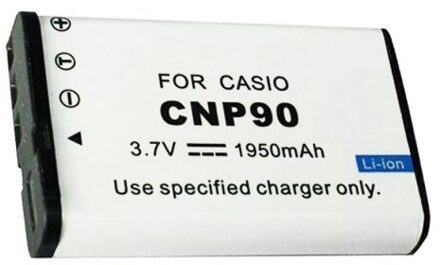 FOR CASIO
CNP90
3.7V ⎓ 1950mAh
Li-ion
Use specified charger only.
+
T
−